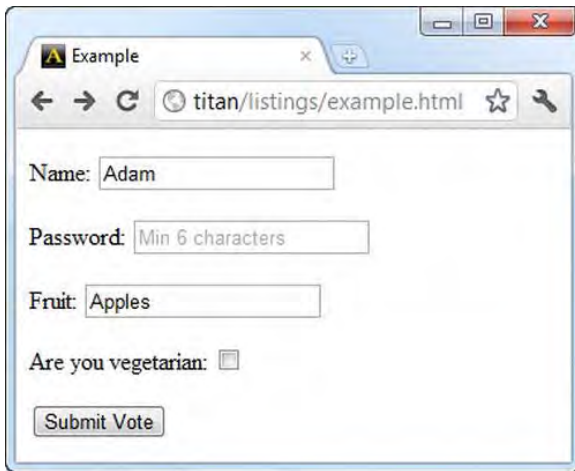 A Example
titan/listings/example.html
Name: Adam
Password: Min 6 characters
Fruit: Apples
Are you vegetarian:
Submit Vote